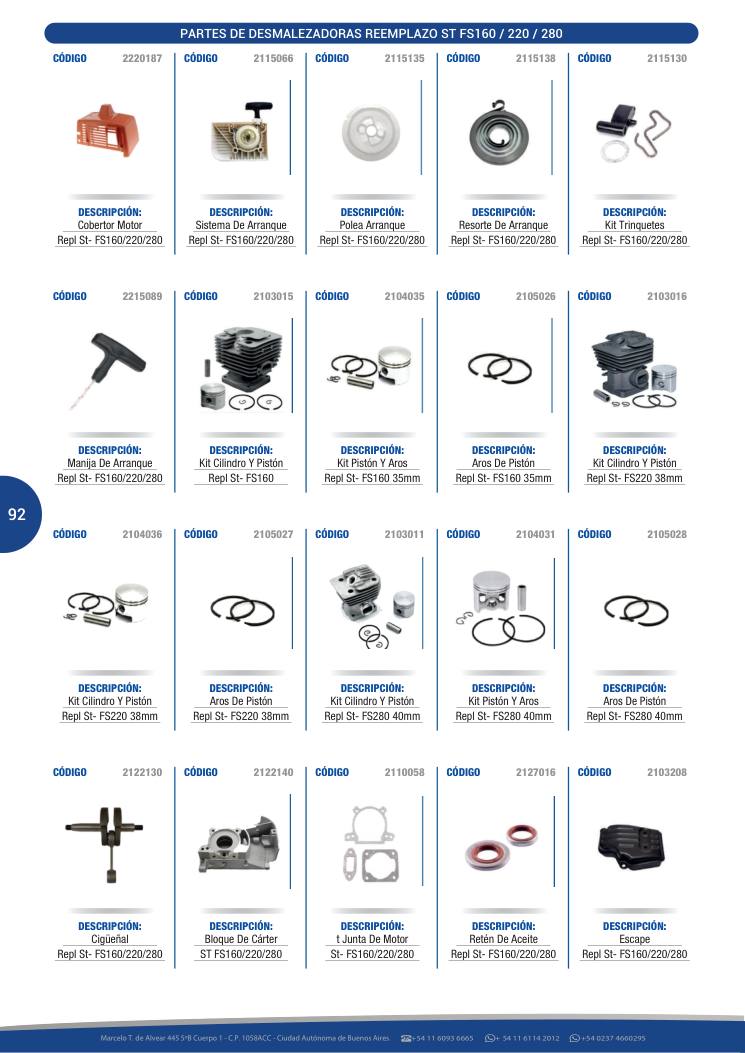 PARTES DE DESMALEZADORAS REEMPLAZO ST FS160 / 220 / 280
CÓDIGO 2220187
DESCRIPCIÓN:
Cobertor Motor
Repl St- FS160/220/280
CÓDIGO 2115066
DESCRIPCIÓN:
Sistema De Arranque
Repl St- FS160/220/280
CÓDIGO 2115135
DESCRIPCIÓN:
Polea Arranque
Repl St- FS160/220/280
CÓDIGO 2115138
DESCRIPCIÓN:
Resorte De Arranque
Repl St- FS160/220/280
CÓDIGO 2115130
DESCRIPCIÓN:
Kit Trinquetes
Repl St- FS160/220/280
CÓDIGO 2215089
DESCRIPCIÓN:
Manija De Arranque
Repl St- FS160/220/280
CÓDIGO 2103015
DESCRIPCIÓN:
Kit Cilindro Y Pistón
Repl St- FS160
CÓDIGO 2104035
DESCRIPCIÓN:
Kit Pistón Y Aros
Repl St- FS160 35mm
CÓDIGO 2105026
DESCRIPCIÓN:
Aros De Pistón
Repl St- FS160 35mm
CÓDIGO 2103016
DESCRIPCIÓN:
Kit Cilindro Y Pistón
Repl St- FS220 38mm
92
CÓDIGO 2104036
DESCRIPCIÓN:
Kit Cilindro Y Pistón
Repl St- FS220 38mm
CÓDIGO 2105027
DESCRIPCIÓN:
Aros De Pistón
Repl St- FS220 38mm
CÓDIGO 2103011
DESCRIPCIÓN:
Kit Cilindro Y Pistón
Repl St- FS280 40mm
CÓDIGO 2104031
DESCRIPCIÓN:
Kit Pistón Y Aros
Repl St- FS280 40mm
CÓDIGO 2105028
DESCRIPCIÓN:
Aros De Pistón
Repl St- FS280 40mm
CÓDIGO 2122130
DESCRIPCIÓN:
Cigüeñal
Repl St- FS160/220/280
CÓDIGO 2122140
DESCRIPCIÓN:
Bloque De Cárter
ST FS160/220/280
CÓDIGO 2110058
DESCRIPCIÓN:
t Junta De Motor
St- FS160/220/280
CÓDIGO 2127016
DESCRIPCIÓN:
Retén De Aceite
Repl St- FS160/220/280
CÓDIGO 2103208
DESCRIPCIÓN:
Escape
Repl St- FS160/220/280
Marcelo T. de Alvear 445 5ºB Cuerpo 1 - C.P. 1058ACC - Ciudad Autónoma de Buenos Aires. +54 11 6093 6665 + 54 11 6114 2012 +54 0237 4660295